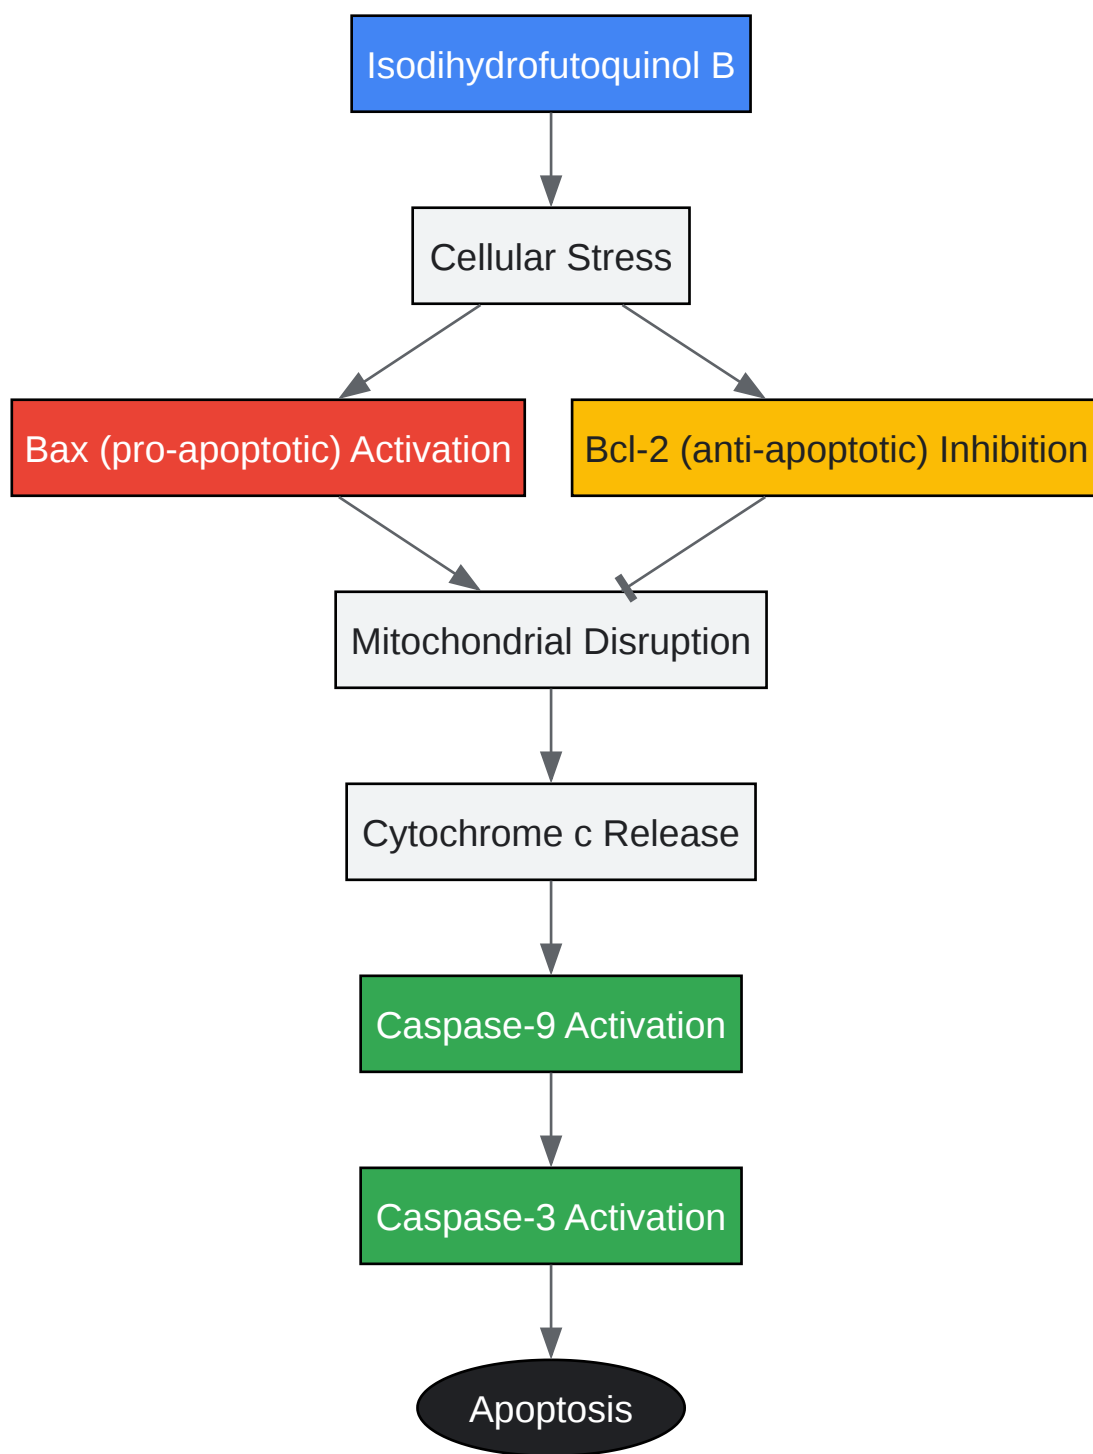 Isodihydrofutoquinol B
Cellular Stress
Bax (pro-apoptotic) Activation
Bcl-2 (anti-apoptotic) Inhibition
Mitochondrial Disruption
Cytochrome c Release
Caspase-9 Activation
Caspase-3 Activation
Apoptosis